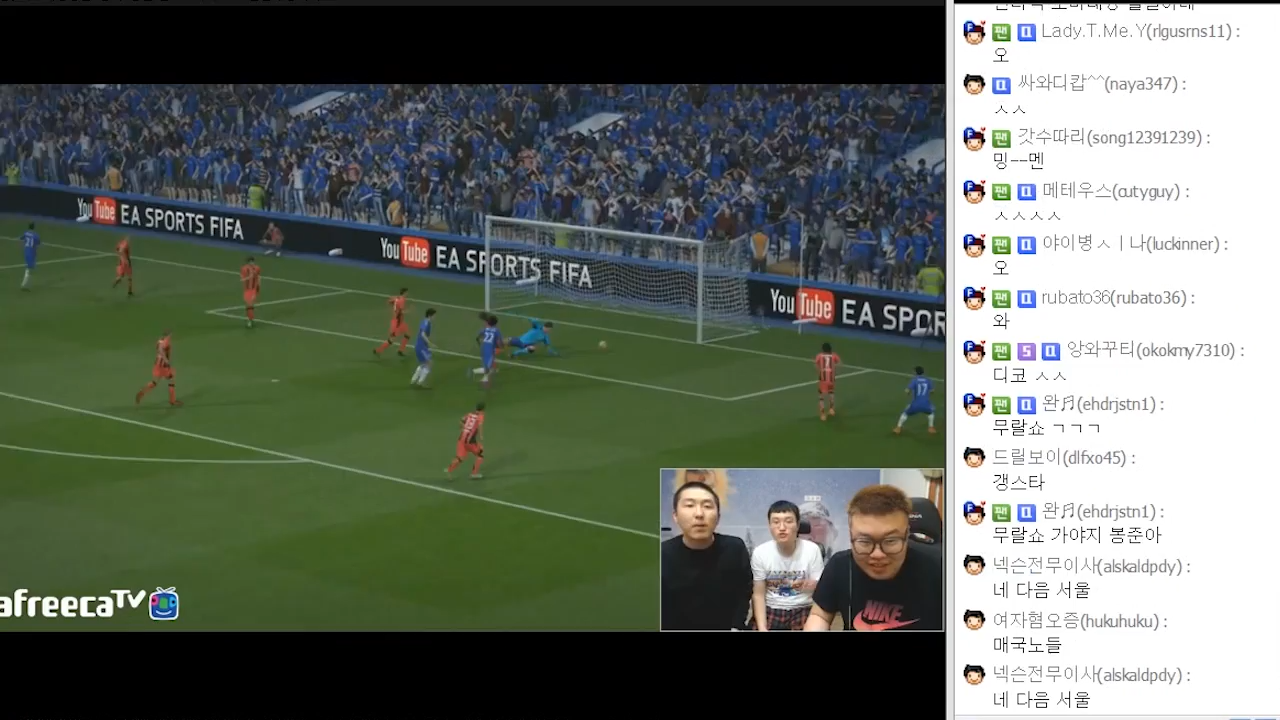 YouTube EA SPORTS FIFA
YouTube EA SPORTS FIFA
YouTube EA SPOR
21
22
17
NIKE
afreecaTV
Lady.T.Me.Y(rlgusrns11) :
오
싸와디캅^^(naya347) :
ㅅㅅ
갓수따리(song12391239) :
밍--멘
메테우스(cutyguy) :
ㅅㅅㅅㅅ
야이병ㅅㅣ나(luckinner) :
오
rubato36(rubato36) :
와
앙와꾸티(okokmy7310) :
디코 ㅅㅅ
완♬(ehdrjstn1) :
무랄쇼 ㄱㄱㄱ
드릴보이(dlfxo45) :
갱스타
완♬(ehdrjstn1) :
무랄쇼 가야지 봉준아
넥슨전무이사(alskaldpdy) :
네 다음 서울
여자혐오증(hukuhuku) :
매국노들
넥슨전무이사(alskaldpdy) :
네 다음 서울